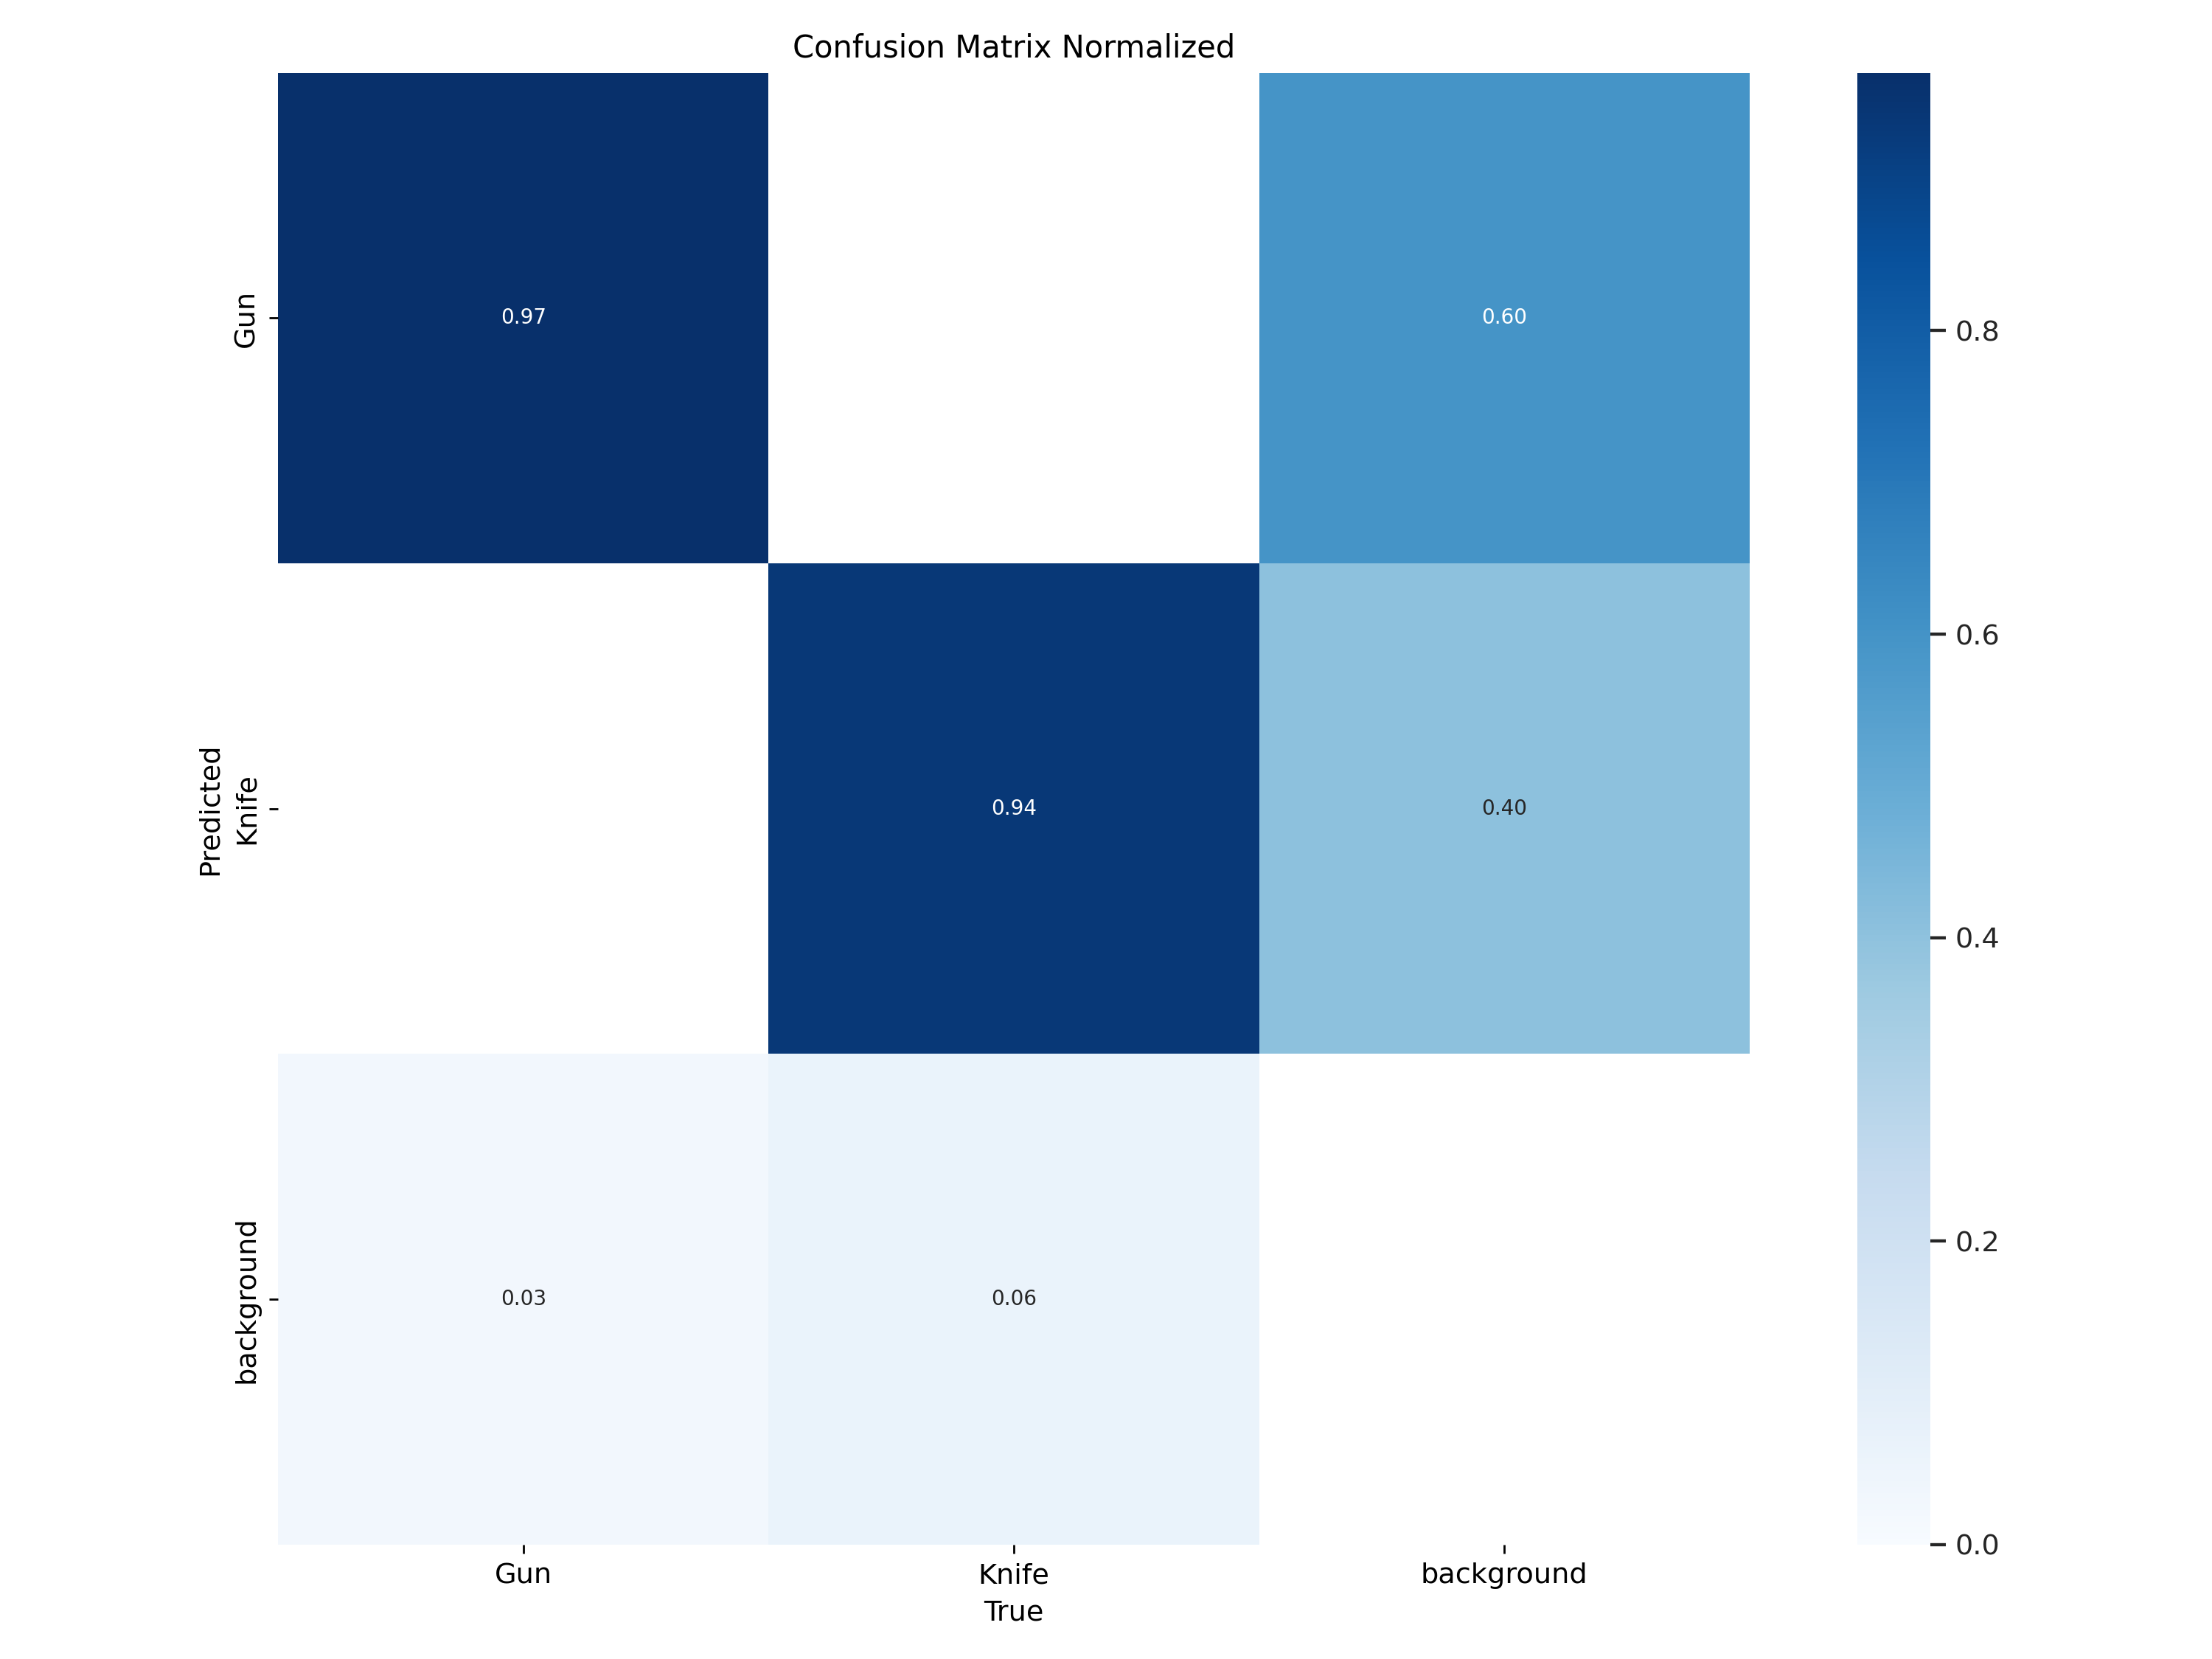 Confusion Matrix Normalized
Gun
0.97
0.60
0.8
0.6
Predicted
Knife
0.94
0.40
0.4
background
0.03
0.06
0.2
0.0
Gun
Knife
background
True